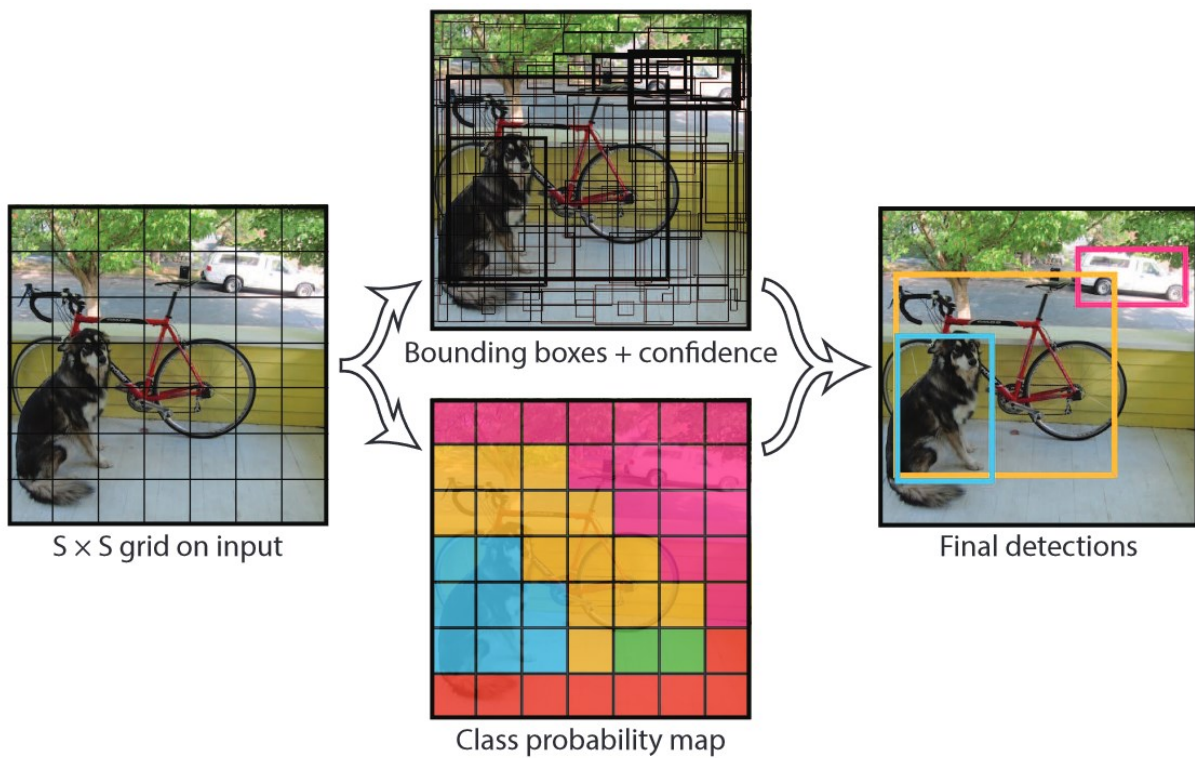 Bounding boxes + confidence
S × S grid on input
Final detections
Class probability map